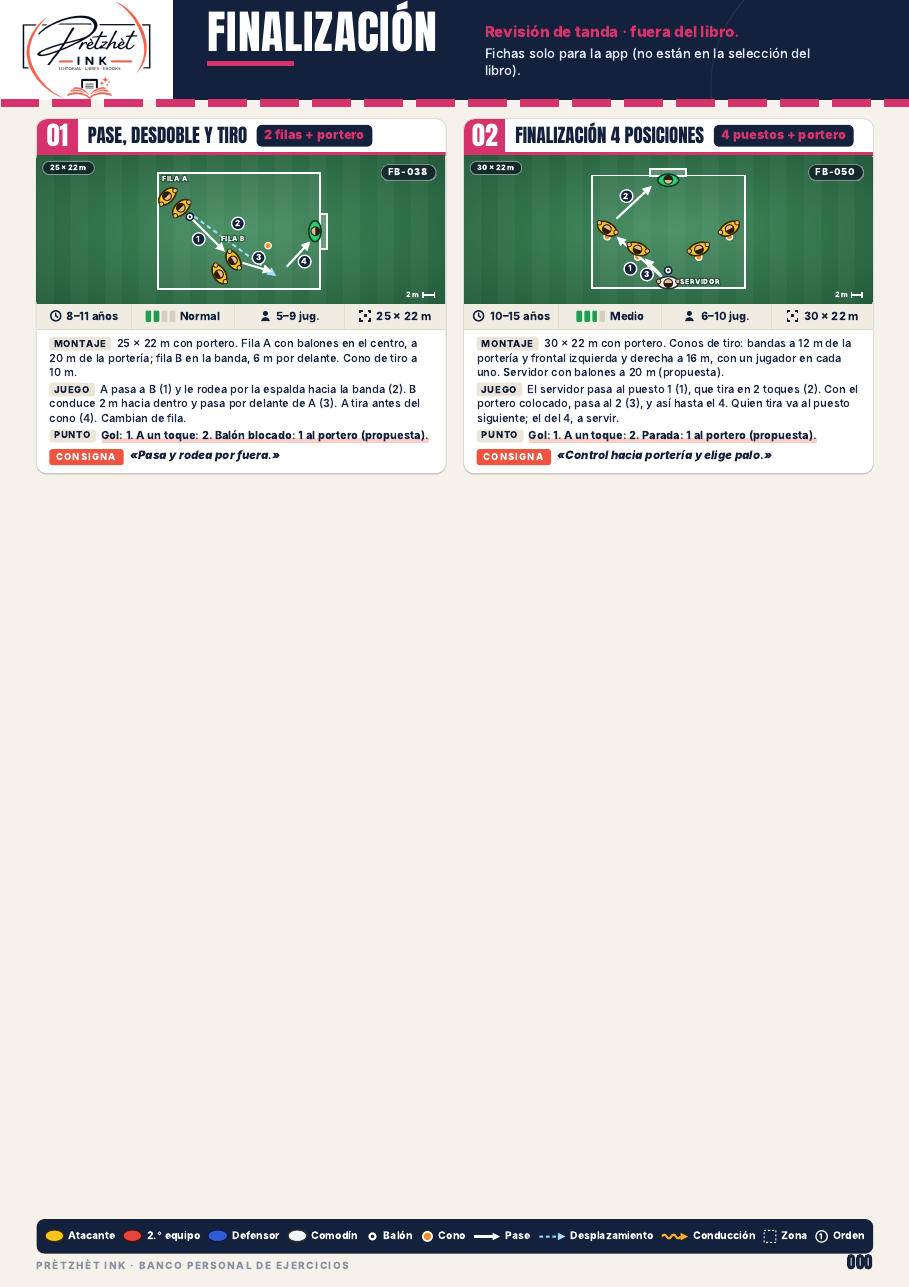 Prètzhèt
INK
EDITORIAL · LIBRES · EBOOKS
FINALIZACIÓN
Revisión de tanda · fuera del libro.
Fichas solo para la app (no están en la selección del
libro).
01 PASE, DESDOBLE Y TIRO 2 filas + portero
25 × 22 m
FB-038
FILA A
2
1
FILA B
3
4
2 m
8–11 años Normal 5–9 jug. 25 × 22 m
MONTAJE 25 × 22 m con portero. Fila A con balones en el centro, a
20 m de la portería; fila B en la banda, 6 m por delante. Cono de tiro a
10 m.
JUEGO A pasa a B (1) y le rodea por la espalda hacia la banda (2). B
conduce 2 m hacia dentro y pasa por delante de A (3). A tira antes del
cono (4). Cambian de fila.
PUNTO Gol: 1. A un toque: 2. Balón blocado: 1 al portero (propuesta).
CONSIGNA «Pasa y rodea por fuera.»
02 FINALIZACIÓN 4 POSICIONES 4 puestos + portero
30 × 22 m
FB-050
2
1
3
SERVIDOR
2 m
10–15 años Medio 6–10 jug. 30 × 22 m
MONTAJE 30 × 22 m con portero. Conos de tiro: bandas a 12 m de la
portería y frontal izquierda y derecha a 16 m, con un jugador en cada
uno. Servidor con balones a 20 m (propuesta).
JUEGO El servidor pasa al puesto 1 (1), que tira en 2 toques (2). Con el
portero colocado, pasa al 2 (3), y así hasta el 4. Quien tira va al puesto
siguiente; el del 4, a servir.
PUNTO Gol: 1. A un toque: 2. Parada: 1 al portero (propuesta).
CONSIGNA «Control hacia portería y elige palo.»
Atacante 2.º equipo Defensor Comodín Balón Cono Pase Desplazamiento Conducción Zona 1 Orden
PRÈTZHÈT INK · BANCO PERSONAL DE EJERCICIOS
000